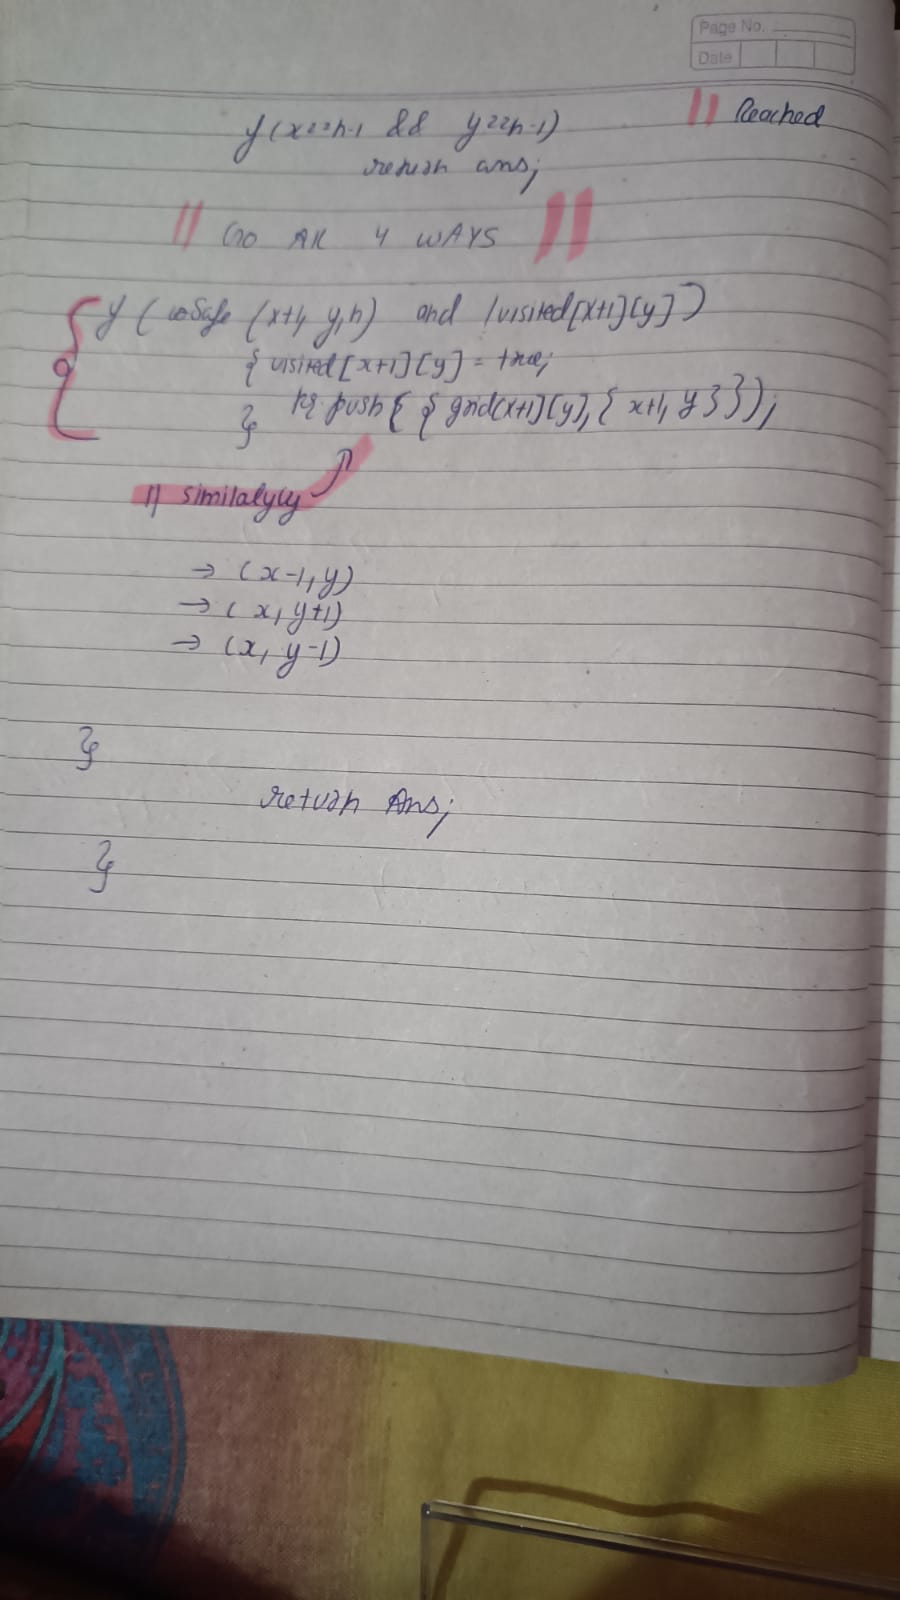 Page No.
Date
if (x==n-1 && y==n-1) // Reached
return ans;
// GO All 4 WAYS //
if (isSafe (x+1, y, n) and !visited[x+1][y])
{ visited[x+1][y] = true;
pq.push({ grid[x+1][y], { x+1, y }});
}
// similalyly
→ (x-1, y)
→ (x, y+1)
→ (x, y-1)
}
return Ans;
}